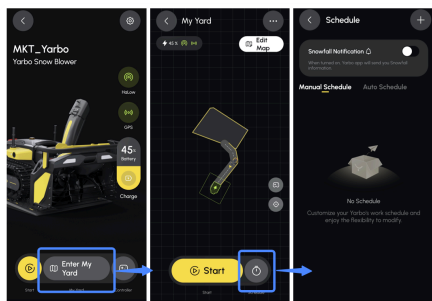 MKT_Yarbo
Yarbo Snow Blower
HaLow
GPS
45%
Battery
Charge
Enter My
Yard
Start
My Yard
Controller
My Yard
45 %
Edit
Map
Start
Start
Schedule
Snowfall Notification
When turned on, Yarbo app will send you Snowfall
information.
Manual Schedule
Auto Schedule
No Schedule
Customize your Yarbo's work schedule and
enjoy the flexibility to modify.